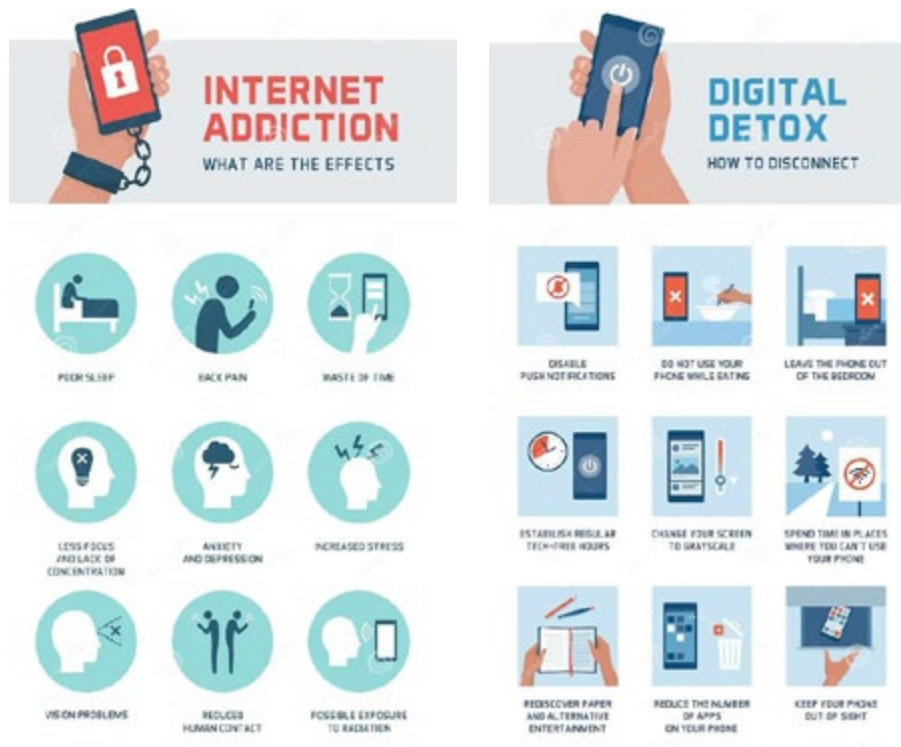 INTERNET
ADDICTION
WHAT ARE THE EFFECTS
POOR SLEEP
BACK PAIN
WASTE OF TIME
LESS FOCUS
AND LACK OF
CONCENTRATION
ANXIETY
AND DEPRESSION
INCREASED STRESS
VISION PROBLEMS
REDUCED
HUMAN CONTACT
POSSIBLE EXPOSURE
TO RADIATION
DIGITAL
DETOX
HOW TO DISCONNECT
DISABLE
PUSH NOTIFICATIONS
DO NOT USE YOUR
PHONE WHILE EATING
LEAVE THE PHONE OUT
OF THE BEDROOM
ESTABILISH REGULAR
TECH-FREE HOURS
CHANGE YOUR SCREEN
TO GRAYSCALE
SPEND TIME IN PLACES
WHERE YOU CAN'T USE
YOUR PHONE
REDISCOVER PAPER
AND ALTERNATIVE
ENTERTAINMENT
REDUCE THE NUMBER
OF APPS
ON YOUR PHONE
KEEP YOUR PHONE
OUT OF SIGHT